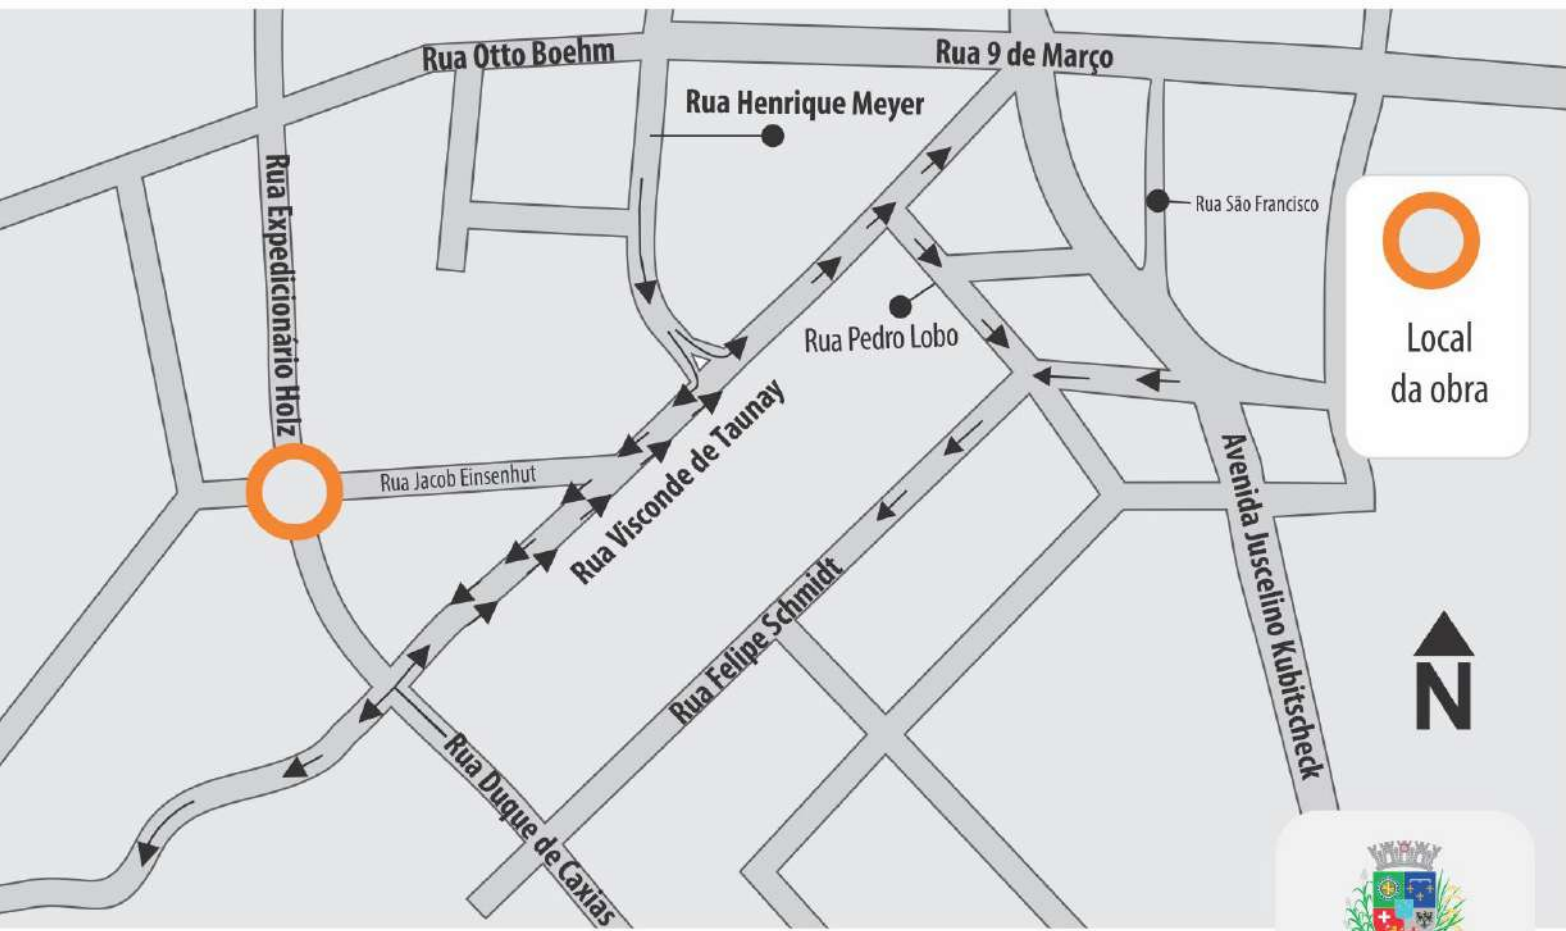 Rua Otto Boehm
Rua 9 de Março
Rua Henrique Meyer
Rua São Francisco
Rua Expedicionário Holz
Rua Pedro Lobo
Local
da obra
Rua Jacob Einsenhut
Rua Visconde de Taunay
Avenida Juscelino Kubitscheck
Rua Felipe Schmidt
N
Rua Duque de Caxias